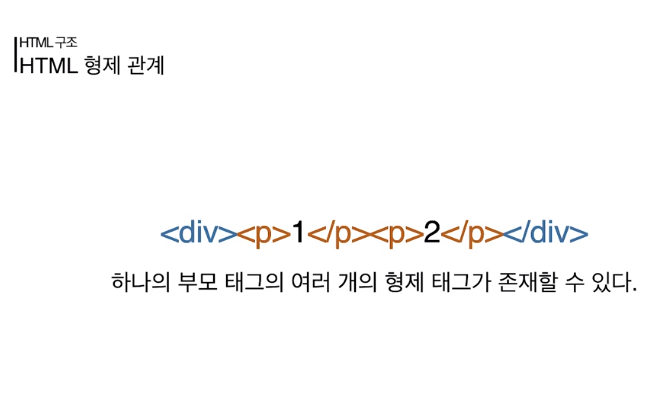 HTML 구조
HTML 형제 관계
<div><p>1</p><p>2</p></div>
하나의 부모 태그의 여러 개의 형제 태그가 존재할 수 있다.